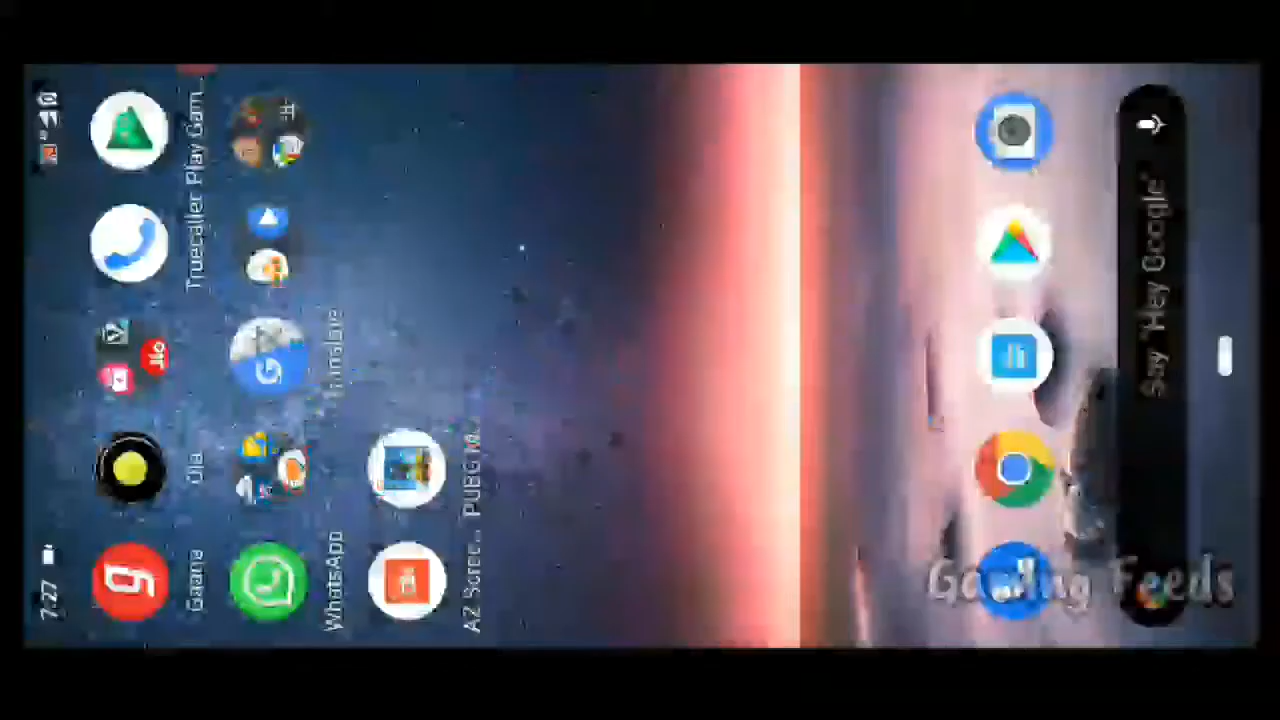 7:27
Gaana
Ola
Truecaller
Play Gam...
WhatsApp
Translate
AZ Scree...
PUBG M...
Say "Hey Google"
Gaming Feeds